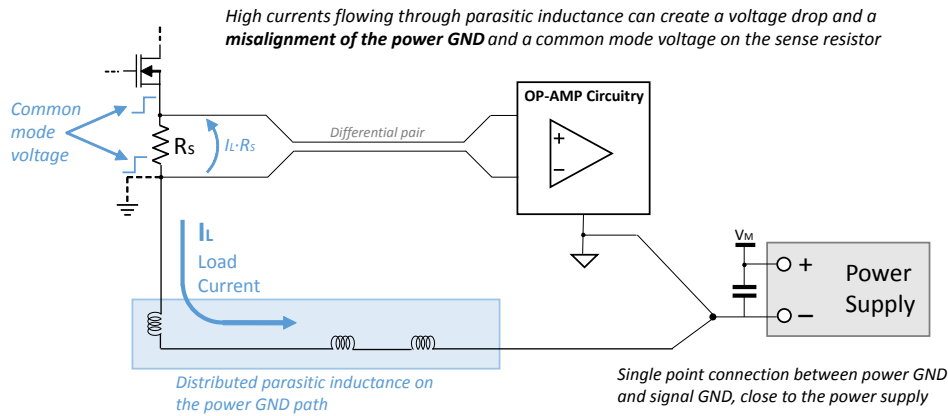 High currents flowing through parasitic inductance can create a voltage drop and a
misalignment of the power GND and a common mode voltage on the sense resistor
Common
mode
voltage
RS
IL·RS
Differential pair
OP-AMP Circuitry
+
−
IL
Load
Current
VM
+
−
Power
Supply
Distributed parasitic inductance on
the power GND path
Single point connection between power GND
and signal GND, close to the power supply